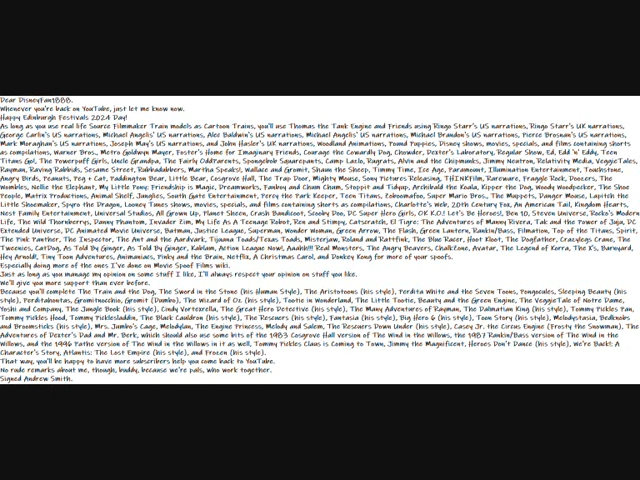 Dear DisneyFan1888.
Whenever you're back on YouTube, just let me know now.
Happy Edinburgh Festivals 2024 Day!
As long as you use real life Source Filmmaker Train models as Cartoon Trains, you'll use Thomas the Tank Engine and Friends using Ringo Starr's US narrations, Ringo Starr's UK narrations,
George Carlin's US narrations, Michael Angelis' US narrations, Alec Baldwin's US narrations, Michael Angelis' US narrations, Michael Brandon's US narrations, Pierce Brosnan's US narrations,
Mark Moraghan's US narrations, Joseph May's US narrations, and John Hasler's UK narrations, Woodland Animations, Pound Puppies, Disney shows, movies, specials, and films containing shorts
as compilations, Warner Bros., Metro Goldwyn Mayer, Foster's Home for Imaginary Friends, Courage the Cowardly Dog, Chowder, Dexter's Laboratory, Regular Show, Ed, Edd 'n' Eddy, Teen
Titans Go!, The Powerpuff Girls, Uncle Grandpa, The Fairly OddParents, Spongebob Squarepants, Camp Lazlo, Rugrats, Alvin and the Chipmunks, Jimmy Neutron, Relativity Media, VeggieTales,
Rayman, Raving Rabbids, Sesame Street, Rubbadubbers, Martha Speaks!, Wallace and Gromit, Shaun the Sheep, Timmy Time, Ice Age, Paramount, Illumination Entertainment, Touchstone,
Angry Birds, Peanuts, Peg + Cat, Paddington Bear, Little Bear, Cosgrove Hall, The Trap Door, Mighty Mouse, Sony Pictures Releasing, THINKFilm, Rareware, Fraggle Rock, Doozers, The
Wombles, Nellie the Elephant, My Little Pony: Friendship is Magic, Dreamworks, Fanboy and Chum Chum, Stoppit and Tidyup, Archibald the Koala, Kipper the Dog, Woody Woodpecker, The Shoe
People, Matrix Productions, Animal Shelf, Junglies, South Gate Entertainment, Percy the Park Keeper, Teen Titans, Zoboomafoo, Super Mario Bros., The Muppets, Danger Mouse, Lapitch the
Little Shoemaker, Spyro the Dragon, Looney Tunes shows, movies, specials, and films containing shorts as compilations, Charlotte's Web, 20th Century Fox, An American Tail, Kingdom Hearts,
Nest Family Entertainment, Universal Studios, All Grown Up, Planet Sheen, Crash Bandicoot, Scooby Doo, DC Super Hero Girls, OK K.O.! Let's Be Heroes!, Ben 10, Steven Universe, Rocko's Modern
Life, The Wild Thornberrys, Danny Phantom, Invader Zim, My Life As A Teenage Robot, Ren and Stimpy, Catscratch, El Tigre: The Adventures of Manny Rivera, Tak and the Power of Juju, DC
Extended Universe, DC Animated Movie Universe, Batman, Justice League, Superman, Wonder Woman, Green Arrow, The Flash, Green Lantern, Rankin/Bass, Filmation, Top of the Titans, Spirit,
The Pink Panther, The Inspector, The Ant and the Aardvark, Tijuana Toads/Texas Toads, Misterjaw, Roland and Rattfink, The Blue Racer, Hoot Kloot, The Dogfather, Crazylegs Crane, The
Tweenies, CatDog, As Told By Ginger, As Told By Ginger, Kablam, Action League Now!, Aaahh!!! Real Monsters, The Angry Beavers, ChalkZone, Avatar, The Legend of Korra, The X's, Barnyard,
Hey Arnold!, Tiny Toon Adventures, Animaniacs, Pinky and the Brain, Netflix, A Christmas Carol, and Donkey Kong for more of your spoofs.
Especially doing more of the ones I've done on Movie Spoof Films wiki.
Just as long as you manage my opinion on some stuff I like, I'll always respect your opinion on stuff you like.
We'll give you more support than ever before.
Because you'll complete The Train and the Dog, The Sword in the Stone (his Human Style), The Aristotoons (his style), Perdita White and the Seven Toons, Pongocules, Sleeping Beauty (his
style), Perditahontas, Gromitnocchio, Gromit (Dumbo), The Wizard of Oz (his style), Tootie in Wonderland, The Little Tootie, Beauty and the Green Engine, The VeggieTale of Notre Dame,
Yoshi and Company, The Jungle Book (his style), Cindy Vortexzella, The Great Hero Detective (his style), The Many Adventures of Rayman, The Dalmatian King (his style), Tommy Pickles Pan,
Tommy Pickles Hood, Tommy Picklesladdin, The Black Cauldron (his style), The Rescuers (his style), Fantasia (his style), Big Hero 6 (his style), Toon Story (his style), Melodystasia, Bedknobs
and Broomsticks (his style), Mrs. Jumbo's Cage, Melodylan, The Engine Princess, Melody and Salem, The Rescuers Down Under (his style), Casey Jr. the Circus Engine (Frosty the Snowman), The
Adventures of Dexter's Dad and Mr. Berk, which should also use some bits of the 1983 Cosgrove Hall version of The Wind in the Willows, the 1987 Rankin/Bass version of The Wind in the
Willows, and the 1996 Pathe version of The Wind in the Willows in it as well, Tommy Pickles Claus is Coming to Town, Jimmy the Magnificent, Heroes Don't Dance (his style), we're Back!: A
Character's Story, Atlantis: The Lost Empire (his style), and Frozen (his style).
That way, you'll be happy to have more subscribers help you come back to YouTube.
No rude remarks about me, though, buddy, because we're pals, who work together.
Signed Andrew Smith.